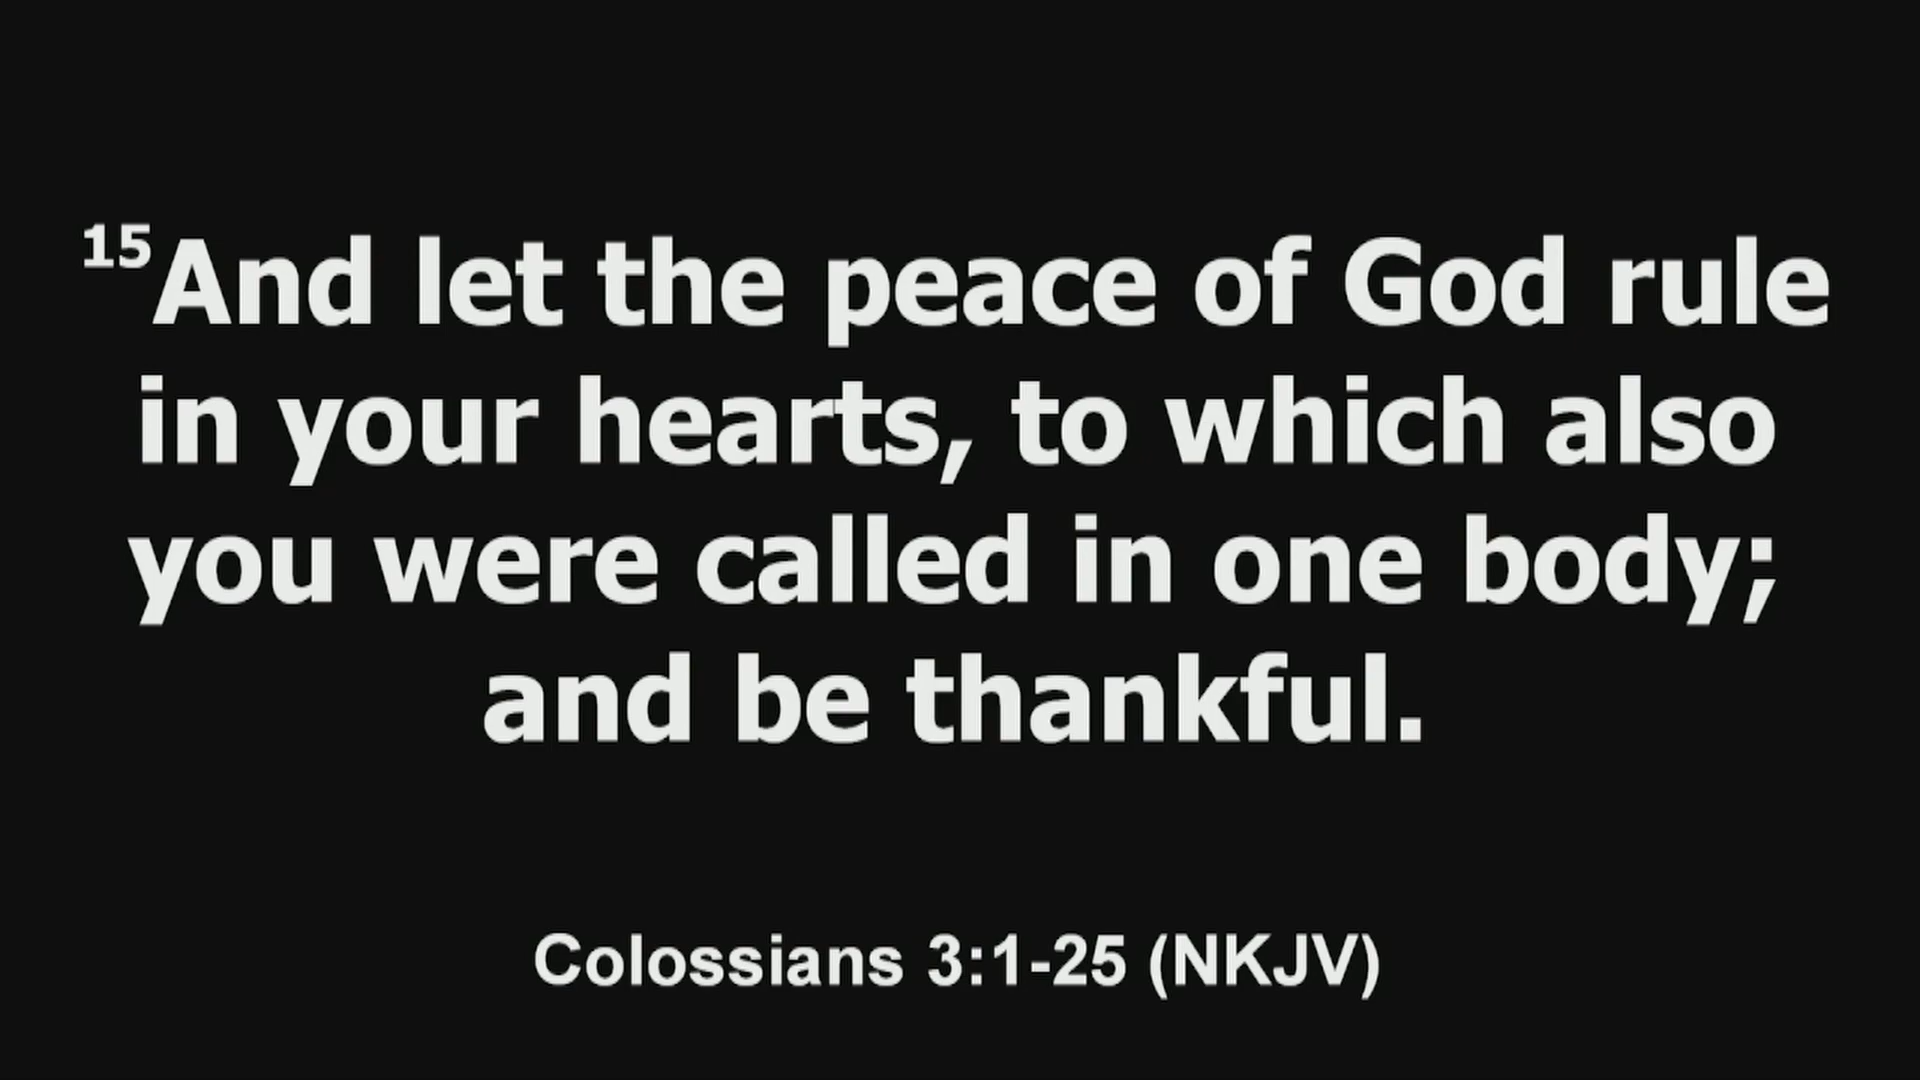 15And let the peace of God rule
in your hearts, to which also
you were called in one body;
and be thankful.
Colossians 3:1-25 (NKJV)